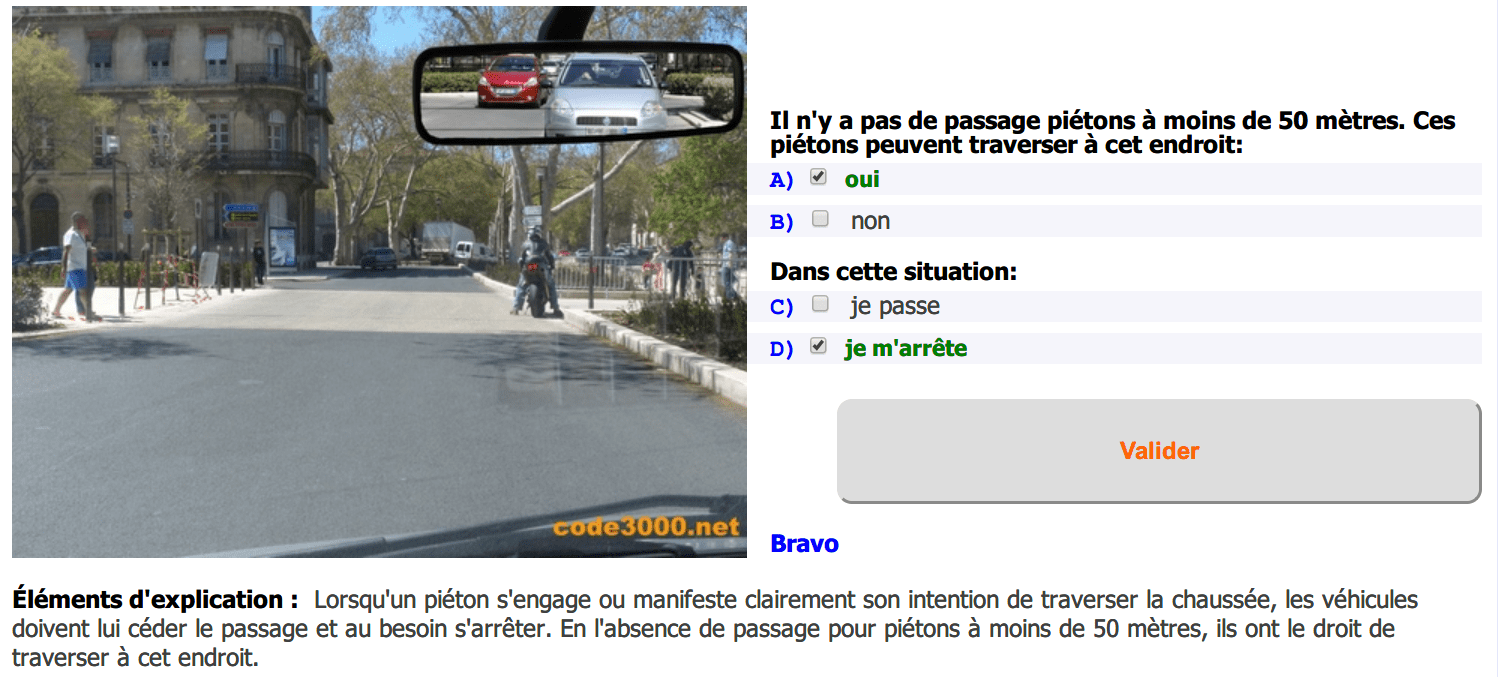 Il n'y a pas de passage piétons à moins de 50 mètres. Ces
piétons peuvent traverser à cet endroit:
A) oui
B) non
Dans cette situation:
C) je passe
D) je m'arrête
Valider
code3000.net
Bravo
Éléments d'explication : Lorsqu'un piéton s'engage ou manifeste clairement son intention de traverser la chaussée, les véhicules
doivent lui céder le passage et au besoin s'arrêter. En l'absence de passage pour piétons à moins de 50 mètres, ils ont le droit de
traverser à cet endroit.